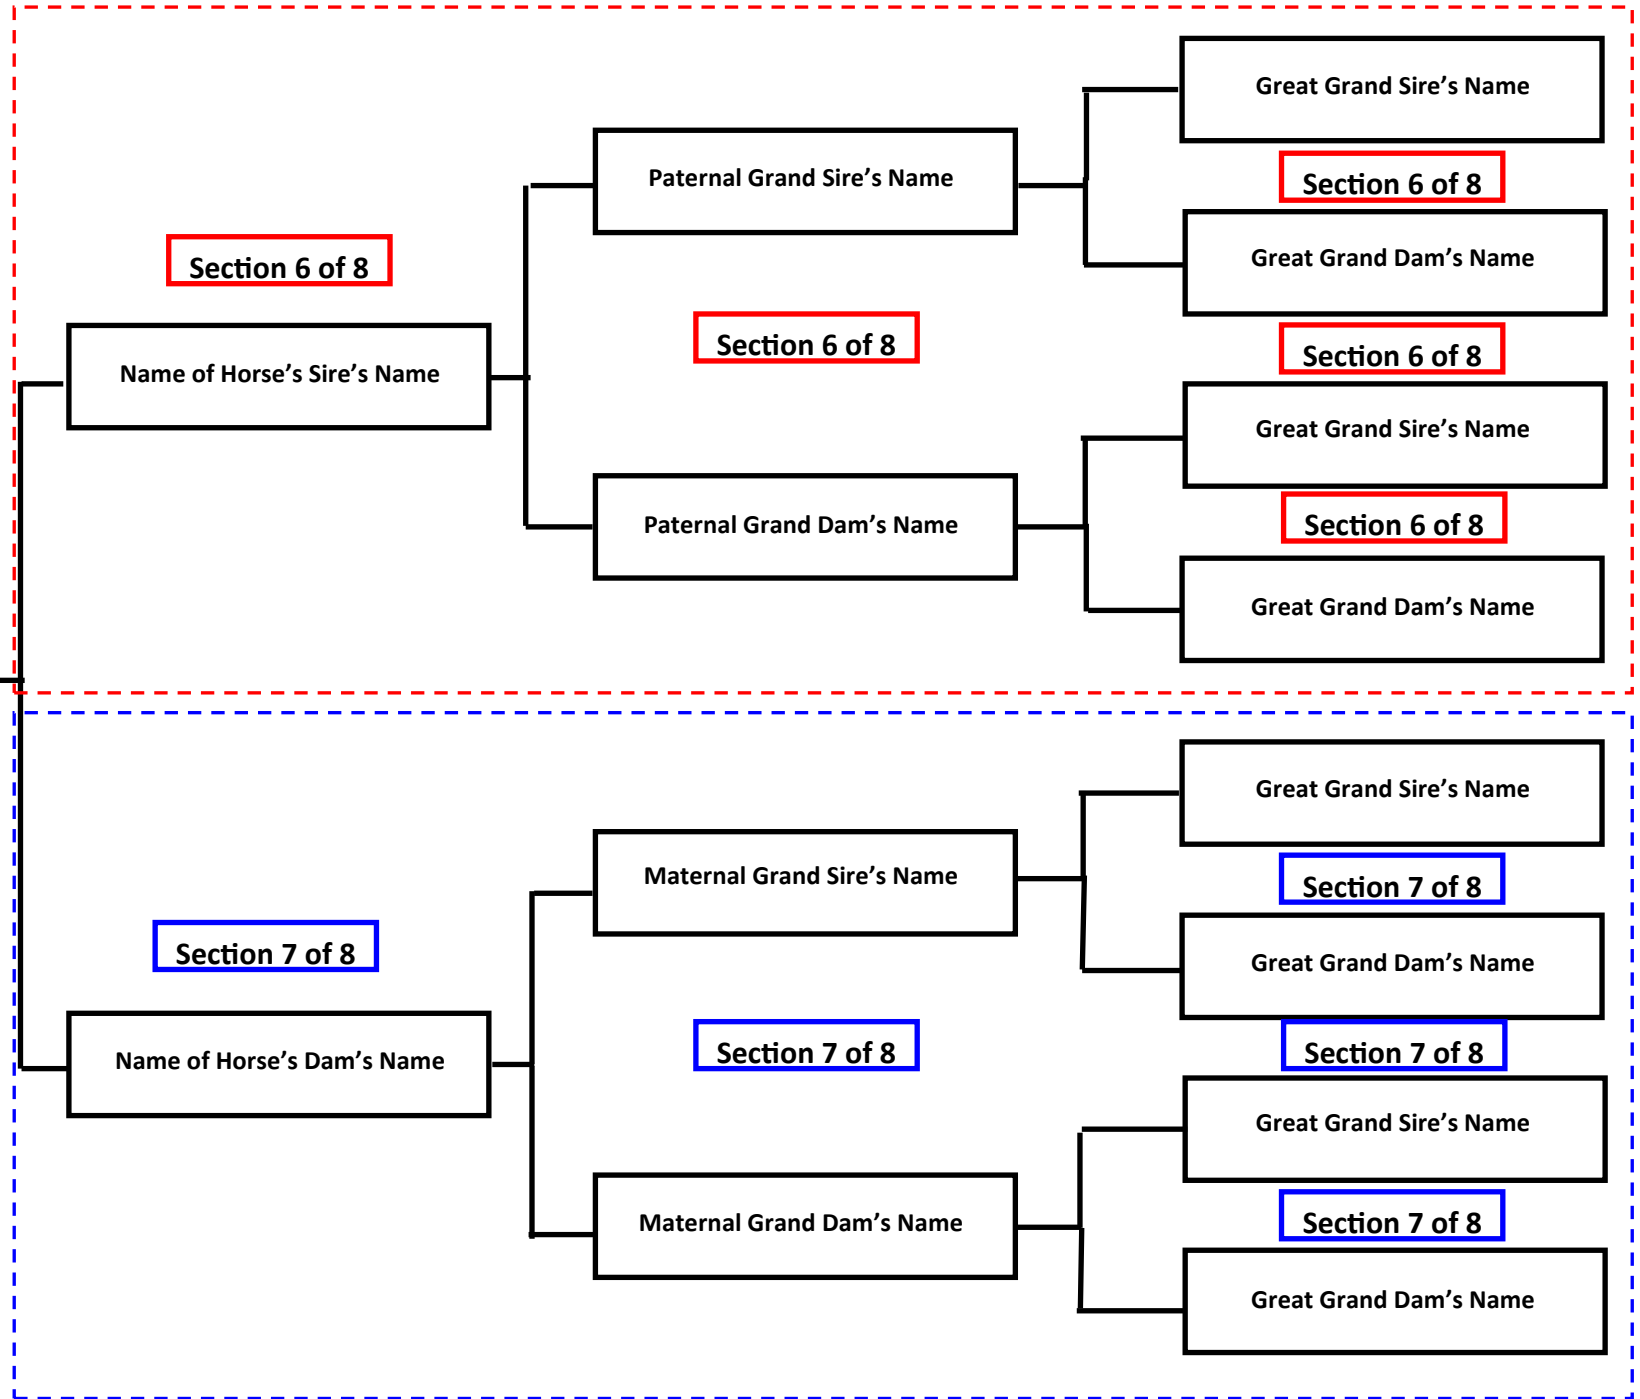 Great Grand Sire’s Name
Paternal Grand Sire’s Name
Section 6 of 8
Great Grand Dam’s Name
Section 6 of 8
Section 6 of 8
Section 6 of 8
Name of Horse’s Sire’s Name
Great Grand Sire’s Name
Paternal Grand Dam’s Name
Section 6 of 8
Great Grand Dam’s Name
Great Grand Sire’s Name
Maternal Grand Sire’s Name
Section 7 of 8
Section 7 of 8
Great Grand Dam’s Name
Section 7 of 8
Section 7 of 8
Name of Horse’s Dam’s Name
Great Grand Sire’s Name
Maternal Grand Dam’s Name
Section 7 of 8
Great Grand Dam’s Name